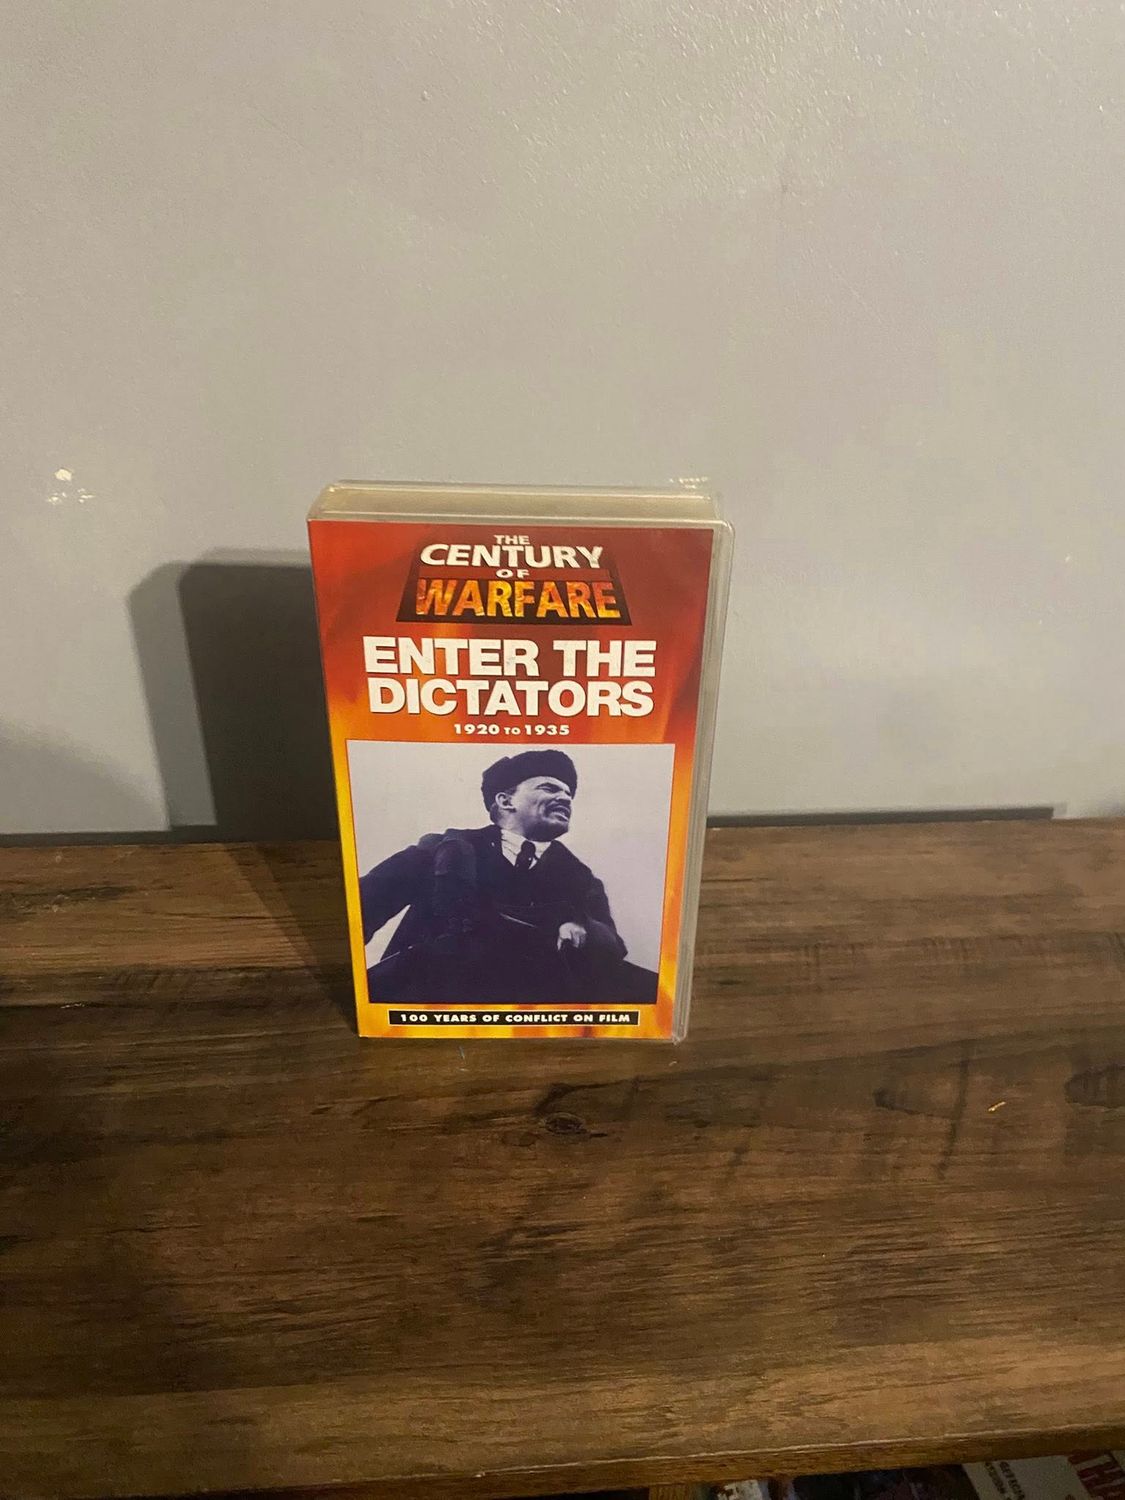 THE
CENTURY
OF
WARFARE
ENTER THE
DICTATORS
1920 TO 1935
100 YEARS OF CONFLICT ON FILM